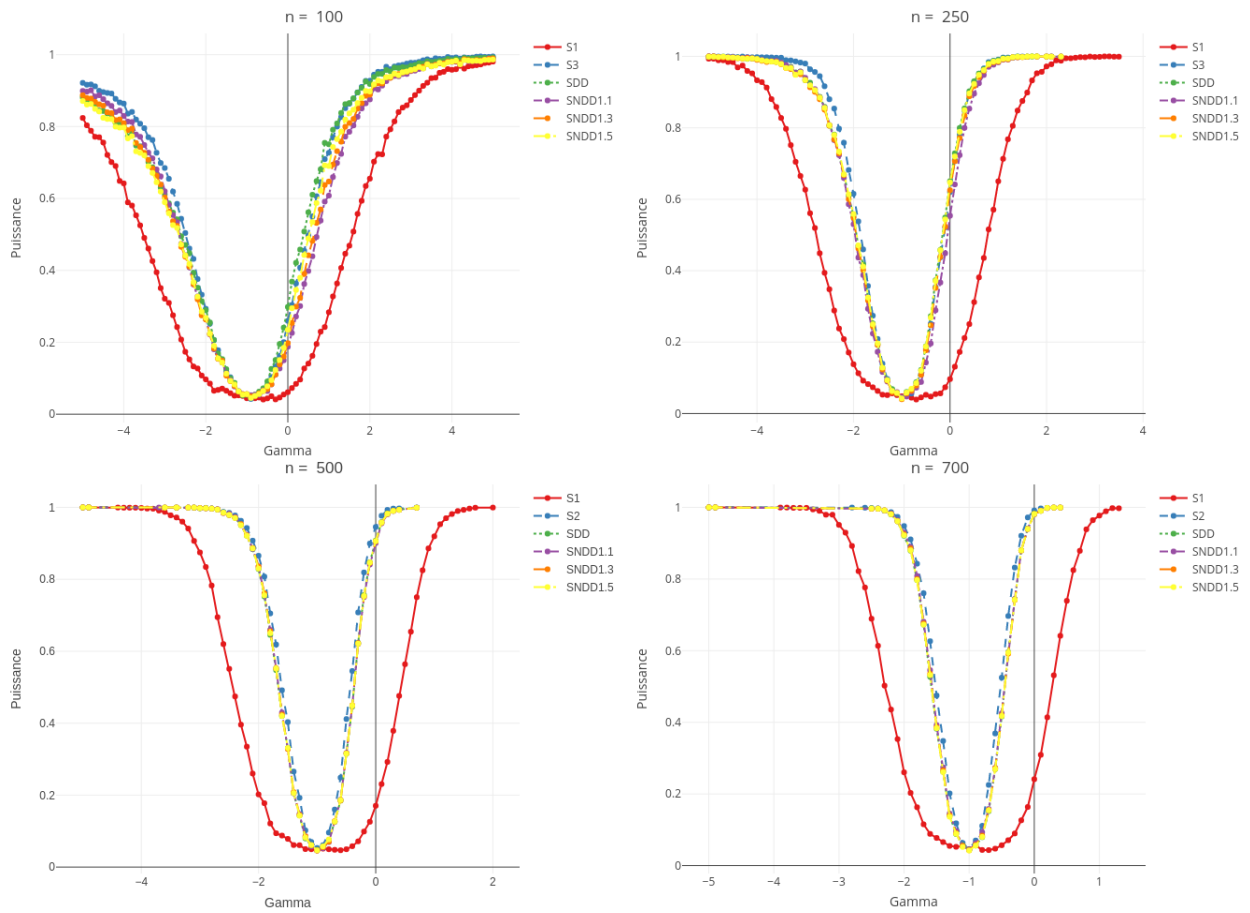 n = 100
Puissance
1
0.8
0.6
0.4
0.2
0
−4
−2
0
2
4
Gamma
S1
S3
SDD
SNDD1.1
SNDD1.3
SNDD1.5
n = 250
Puissance
1
0.8
0.6
0.4
0.2
0
−4
−2
0
2
4
Gamma
S1
S3
SDD
SNDD1.1
SNDD1.3
SNDD1.5
n = 500
Puissance
1
0.8
0.6
0.4
0.2
0
−4
−2
0
2
Gamma
S1
S2
SDD
SNDD1.1
SNDD1.3
SNDD1.5
n = 700
Puissance
1
0.8
0.6
0.4
0.2
0
−5
−4
−3
−2
−1
0
1
Gamma
S1
S2
SDD
SNDD1.1
SNDD1.3
SNDD1.5